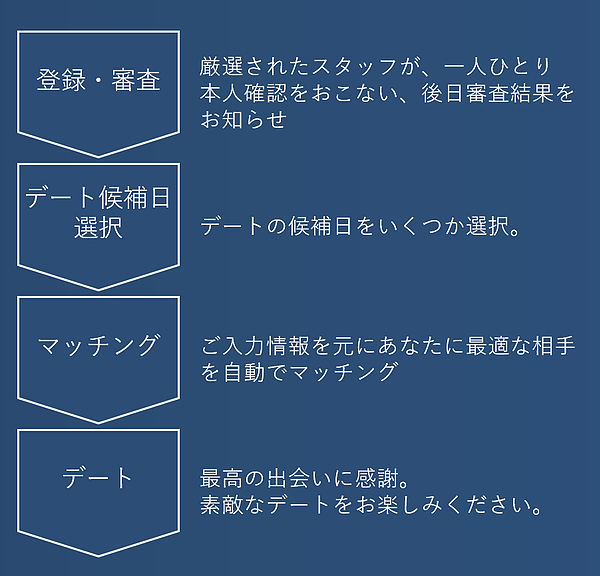 登録・審査
厳選されたスタッフが、一人ひとり
本人確認をおこない、後日審査結果を
お知らせ
デート候補日
選択
デートの候補日をいくつか選択。
マッチング
ご入力情報を元にあなたに最適な相手
を自動でマッチング
デート
最高の出会いに感謝。
素敵なデートをお楽しみください。